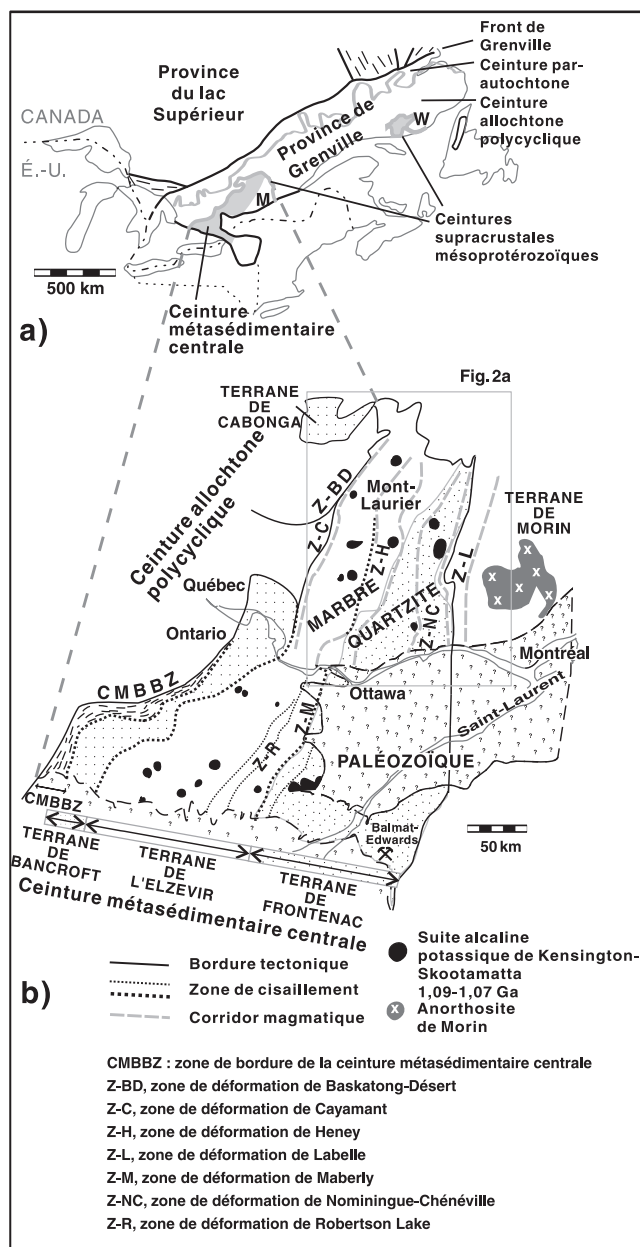 Province
du lac
Supérieur
Front de
Grenville
Ceinture par-
autochtone
Ceinture
allochtone
polycyclique
CANADA
É.-U.
Province de
Grenville
W
M
Ceintures
supracrustales
mésoprotérozoïques
500 km
Ceinture
métasédimentaire
centrale
a)
Fig. 2a
TERRANE
DE
CABONGA
Ceinture allochtone
polycyclique
Z-BD
Z-C
Mont-
Laurier
Z-H
MARBRE
QUARTZITE
Z-NC
Z-L
TERRANE
DE
MORIN
x x x x x
Québec
Ontario
Montréal
Ottawa
Saint-Laurent
CMBBZ
Z-M
Z-R
PALÉOZOÏQUE
Balmat-
Edwards
50 km
CMBBZ
TERRANE
DE
BANCROFT
TERRANE
DE
L'ELZEVIR
TERRANE
DE
FRONTENAC
Ceinture métasédimentaire centrale
b)
Bordure tectonique
Zone de cisaillement
Corridor magmatique
Suite alcaline
potassique de Kensington-
Skootamatta
1,09-1,07 Ga
x Anorthosite
de Morin
CMBBZ : zone de bordure de la ceinture métasédimentaire centrale
Z-BD, zone de déformation de Baskatong-Désert
Z-C, zone de déformation de Cayamant
Z-H, zone de déformation de Heney
Z-L, zone de déformation de Labelle
Z-M, zone de déformation de Maberly
Z-NC, zone de déformation de Nominingue-Chénéville
Z-R, zone de déformation de Robertson Lake